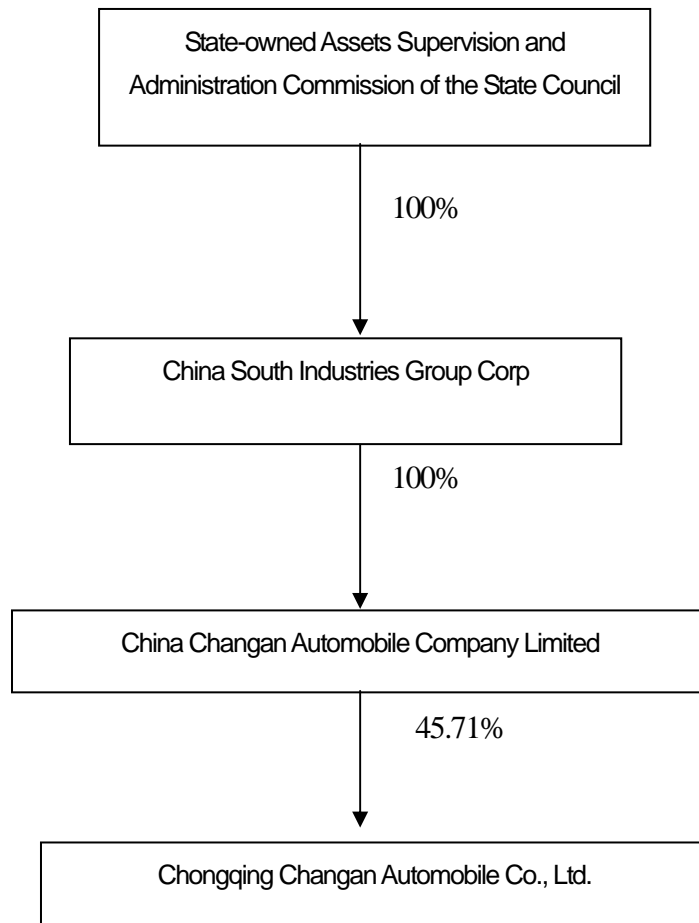 State-owned Assets Supervision and
Administration Commission of the State Council
100%
China South Industries Group Corp
100%
China Changan Automobile Company Limited
45.71%
Chongqing Changan Automobile Co., Ltd.